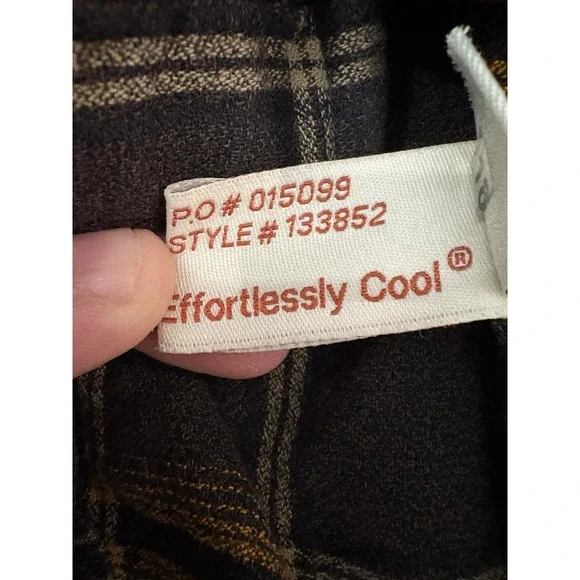 P.O # 015099
STYLE # 133852
Effortlessly Cool®